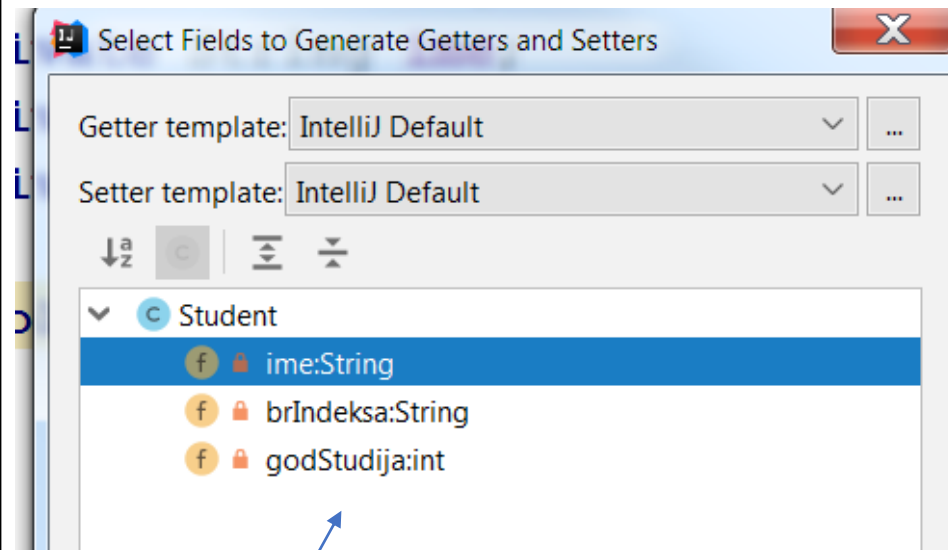 Select Fields to Generate Getters and Setters
Getter template: IntelliJ Default ...
Setter template: IntelliJ Default ...
Student
ime:String
brIndeksa:String
godStudija:int